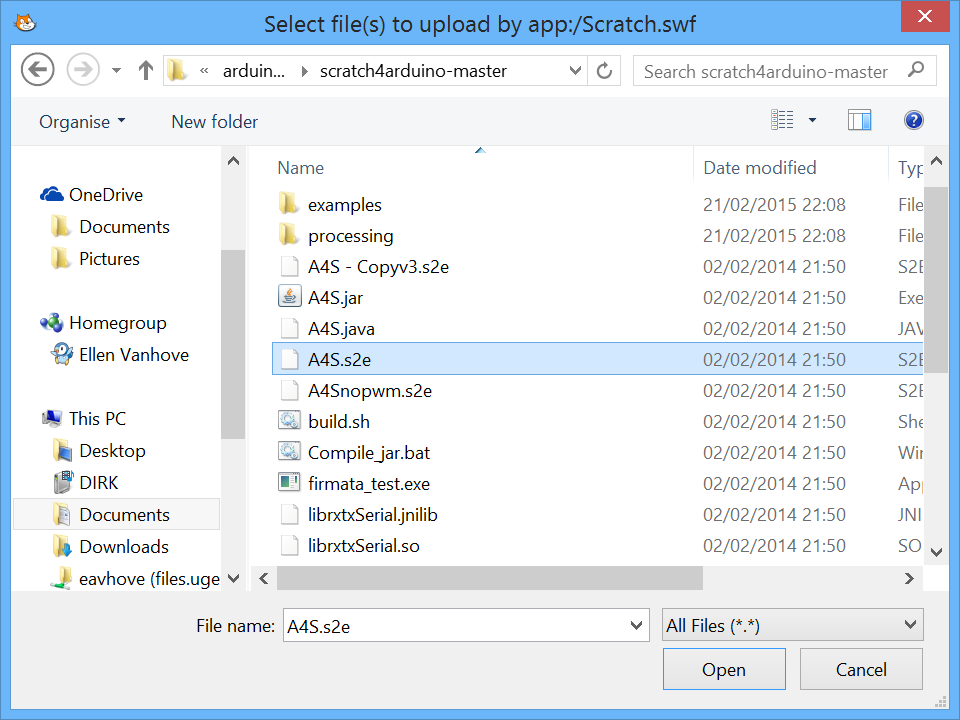 Select file(s) to upload by app:/Scratch.swf
« arduin... scratch4arduino-master Search scratch4arduino-master
Organise New folder
Name Date modified Typ
OneDrive
Documents
Pictures
Homegroup
Ellen Vanhove
This PC
Desktop
DIRK
Documents
Downloads
eavhove (files.uge
examples 21/02/2015 22:08 File
processing 21/02/2015 22:08 File
A4S - Copyv3.s2e 02/02/2014 21:50 S2E
A4S.jar 02/02/2014 21:50 Exe
A4S.java 02/02/2014 21:50 JAV
A4S.s2e 02/02/2014 21:50 S2E
A4Snopwm.s2e 02/02/2014 21:50 S2E
build.sh 02/02/2014 21:50 She
Compile_jar.bat 02/02/2014 21:50 Win
firmata_test.exe 02/02/2014 21:50 App
librxtxSerial.jnilib 02/02/2014 21:50 JNI
librxtxSerial.so 02/02/2014 21:50 SO
File name: A4S.s2e All Files (*.*)
Open Cancel